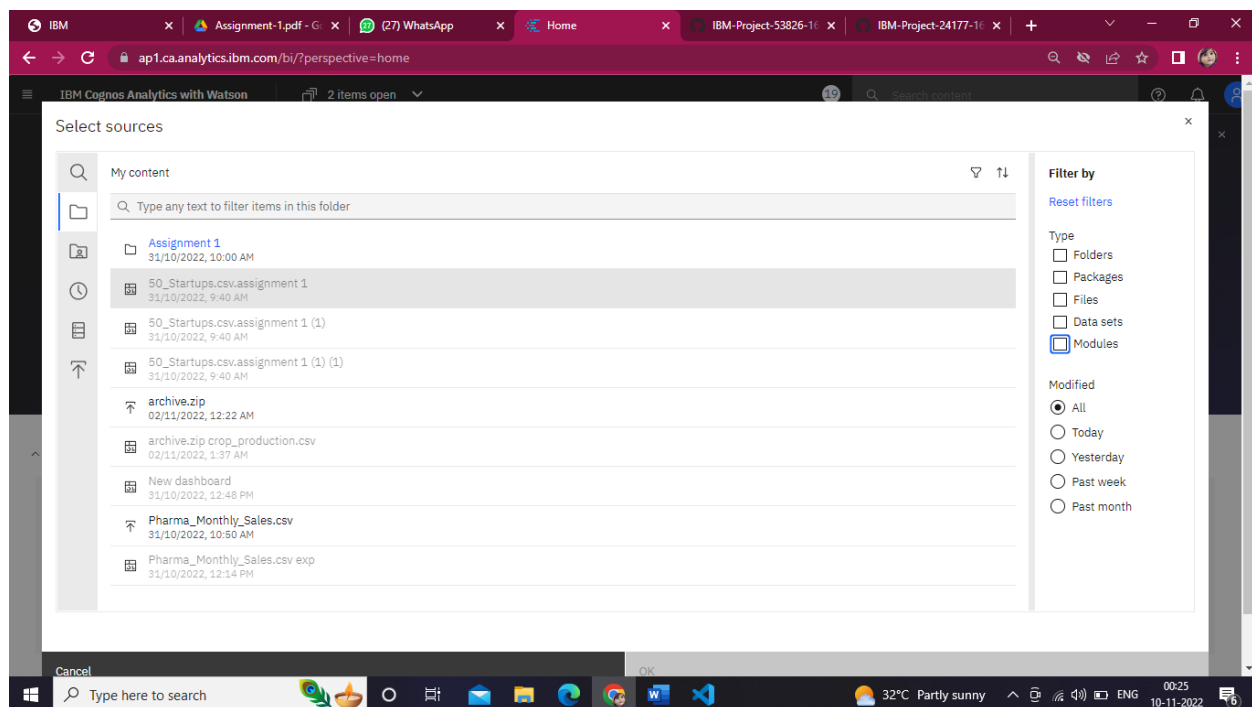 IBM
Assignment-1.pdf - Go
(27) WhatsApp
Home
IBM-Project-53826-16
IBM-Project-24177-16
ap1.ca.analytics.ibm.com/bi/?perspective=home
IBM Cognos Analytics with Watson
2 items open
19
Search content
Select sources
My content
Type any text to filter items in this folder
Assignment 1
31/10/2022, 10:00 AM
50_Startups.csv.assignment 1
31/10/2022, 9:40 AM
50_Startups.csv.assignment 1 (1)
31/10/2022, 9:40 AM
50_Startups.csv.assignment 1 (1) (1)
31/10/2022, 9:40 AM
archive.zip
02/11/2022, 12:22 AM
archive.zip crop_production.csv
02/11/2022, 1:37 AM
New dashboard
31/10/2022, 12:48 PM
Pharma_Monthly_Sales.csv
31/10/2022, 10:50 AM
Pharma_Monthly_Sales.csv exp
31/10/2022, 12:14 PM
Filter by
Reset filters
Type
Folders
Packages
Files
Data sets
Modules
Modified
All
Today
Yesterday
Past week
Past month
Cancel
OK
Type here to search
32°C Partly sunny
ENG
00:25
10-11-2022
6